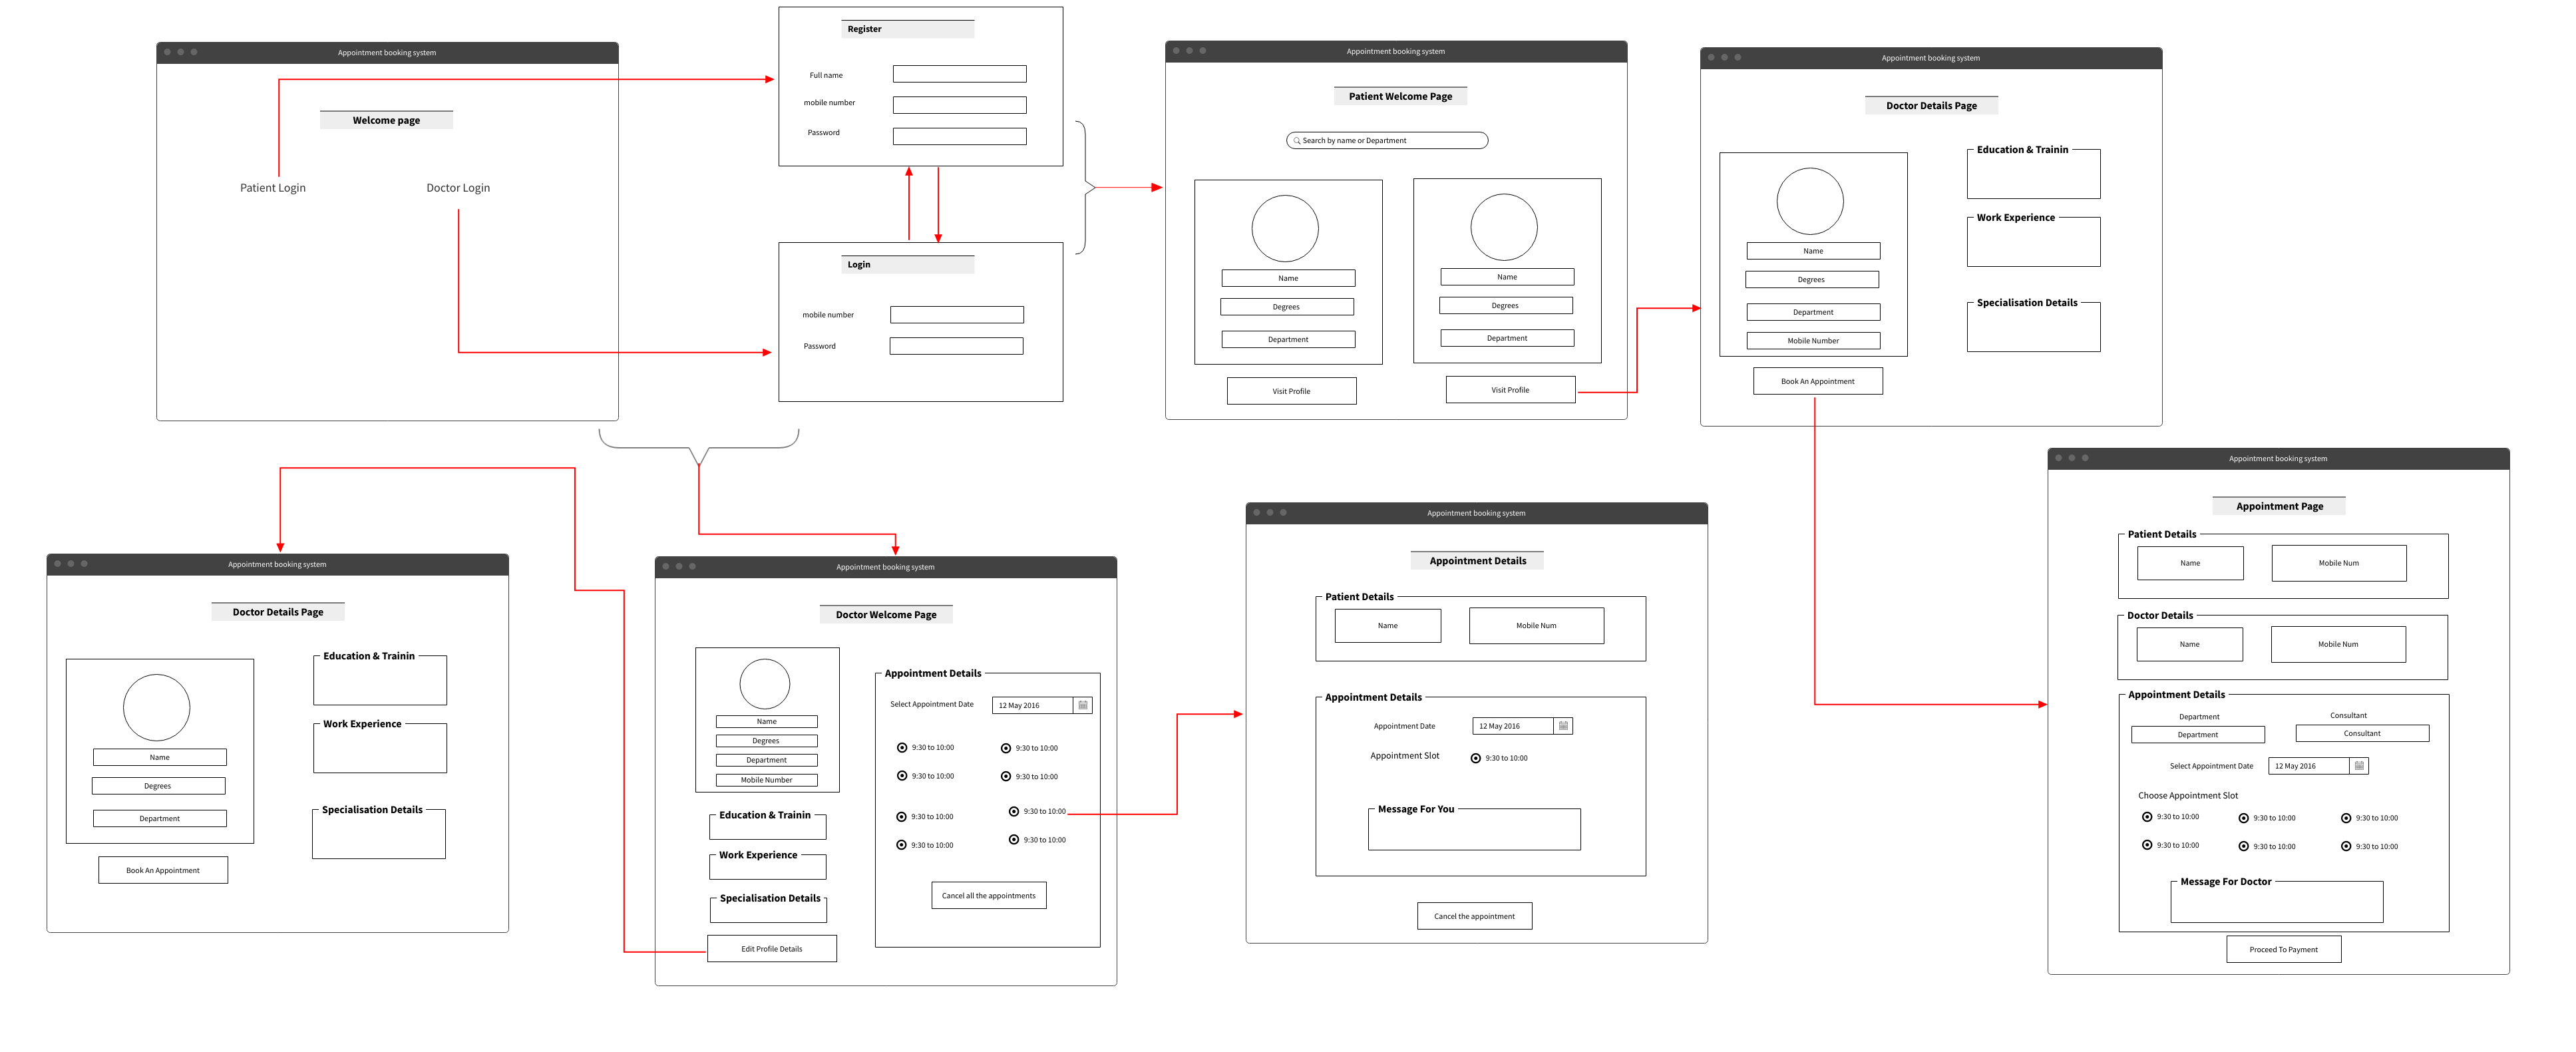 Appointment booking system
Welcome page
Patient Login
Doctor Login
Register
Full name
mobile number
Password
Login
mobile number
Password
Appointment booking system
Patient Welcome Page
Search by name or Department
Name
Degrees
Department
Visit Profile
Name
Degrees
Department
Visit Profile
Appointment booking system
Doctor Details Page
Name
Degrees
Department
Mobile Number
Book An Appointment
Education & Trainin
Work Experience
Specialisation Details
Appointment booking system
Doctor Details Page
Name
Degrees
Department
Book An Appointment
Education & Trainin
Work Experience
Specialisation Details
Appointment booking system
Doctor Welcome Page
Name
Degrees
Department
Mobile Number
Education & Trainin
Work Experience
Specialisation Details
Edit Profile Details
Appointment Details
Select Appointment Date
12 May 2016
9:30 to 10:00
9:30 to 10:00
9:30 to 10:00
9:30 to 10:00
9:30 to 10:00
9:30 to 10:00
9:30 to 10:00
9:30 to 10:00
Cancel all the appointments
Appointment booking system
Appointment Details
Patient Details
Name
Mobile Num
Appointment Details
Appointment Date
12 May 2016
Appointment Slot
9:30 to 10:00
Message For You
Cancel the appointment
Appointment booking system
Appointment Page
Patient Details
Name
Mobile Num
Doctor Details
Name
Mobile Num
Appointment Details
Department
Consultant
Department
Consultant
Select Appointment Date
12 May 2016
Choose Appointment Slot
9:30 to 10:00
9:30 to 10:00
9:30 to 10:00
9:30 to 10:00
9:30 to 10:00
9:30 to 10:00
Message For Doctor
Proceed To Payment